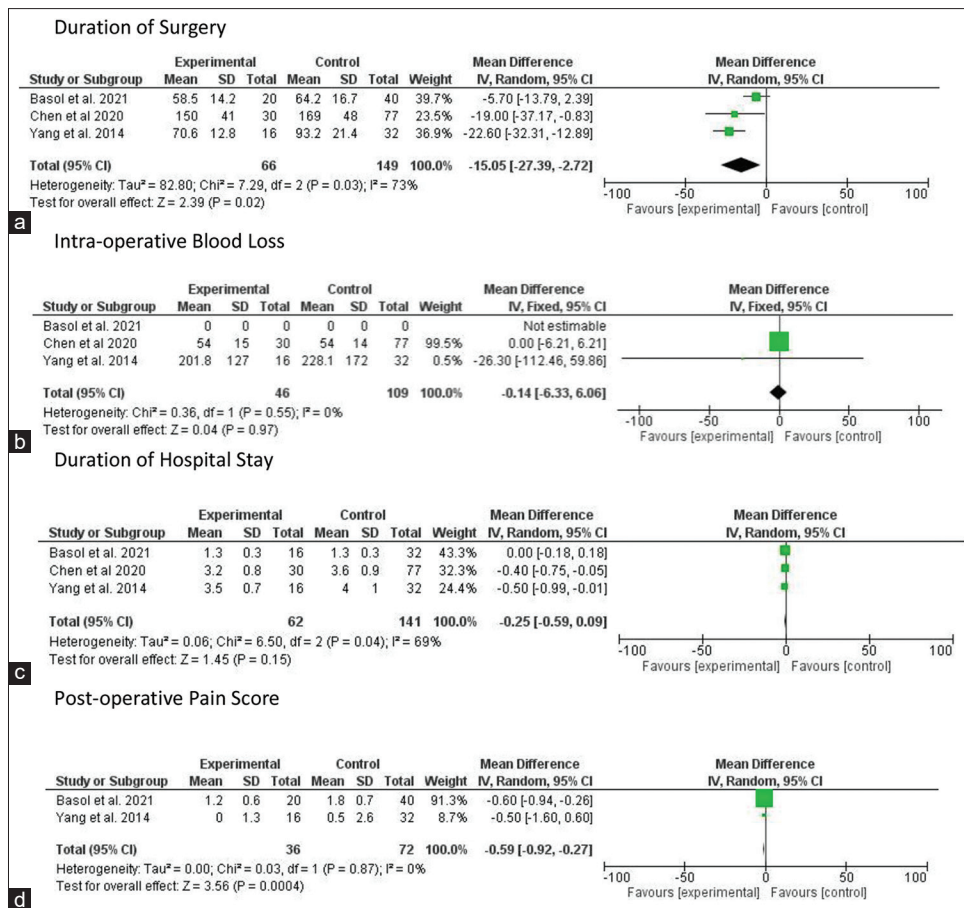 Duration of Surgery
Experimental Control Mean Difference Mean Difference
Study or Subgroup Mean SD Total Mean SD Total Weight IV, Random, 95% CI IV, Random, 95% CI
Basol et al. 2021 58.5 14.2 20 64.2 16.7 40 39.7% -5.70 [-13.79, 2.39]
Chen et al 2020 150 41 30 169 48 77 23.5% -19.00 [-37.17, -0.83]
Yang et al. 2014 70.6 12.8 16 93.2 21.4 32 36.9% -22.60 [-32.31, -12.89]
Total (95% CI) 66 149 100.0% -15.05 [-27.39, -2.72]
Heterogeneity: Tau² = 82.80; Chi² = 7.29, df = 2 (P = 0.03); I² = 73%
Test for overall effect: Z = 2.39 (P = 0.02)
-100 -50 0 50 100
Favours [experimental] Favours [control]
a
Intra-operative Blood Loss
Experimental Control Mean Difference Mean Difference
Study or Subgroup Mean SD Total Mean SD Total Weight IV, Fixed, 95% CI IV, Fixed, 95% CI
Basol et al. 2021 0 0 0 0 0 0 Not estimable
Chen et al 2020 54 15 30 54 14 77 99.5% 0.00 [-6.21, 6.21]
Yang et al. 2014 201.8 127 16 228.1 172 32 0.5% -26.30 [-112.46, 59.86]
Total (95% CI) 46 109 100.0% -0.14 [-6.33, 6.06]
Heterogeneity: Chi² = 0.36, df = 1 (P = 0.55); I² = 0%
Test for overall effect: Z = 0.04 (P = 0.97)
-100 -50 0 50 100
Favours [experimental] Favours [control]
b
Duration of Hospital Stay
Experimental Control Mean Difference Mean Difference
Study or Subgroup Mean SD Total Mean SD Total Weight IV, Random, 95% CI IV, Random, 95% CI
Basol et al. 2021 1.3 0.3 16 1.3 0.3 32 43.3% 0.00 [-0.18, 0.18]
Chen et al 2020 3.2 0.8 30 3.6 0.9 77 32.3% -0.40 [-0.75, -0.05]
Yang et al. 2014 3.5 0.7 16 4 1 32 24.4% -0.50 [-0.99, -0.01]
Total (95% CI) 62 141 100.0% -0.25 [-0.59, 0.09]
Heterogeneity: Tau² = 0.06; Chi² = 6.50, df = 2 (P = 0.04); I² = 69%
Test for overall effect: Z = 1.45 (P = 0.15)
-100 -50 0 50 100
Favours [experimental] Favours [control]
c
Post-operative Pain Score
Experimental Control Mean Difference Mean Difference
Study or Subgroup Mean SD Total Mean SD Total Weight IV, Random, 95% CI IV, Random, 95% CI
Basol et al. 2021 1.2 0.6 20 1.8 0.7 40 91.3% -0.60 [-0.94, -0.26]
Yang et al. 2014 0 1.3 16 0.5 2.6 32 8.7% -0.50 [-1.60, 0.60]
Total (95% CI) 36 72 100.0% -0.59 [-0.92, -0.27]
Heterogeneity: Tau² = 0.00; Chi² = 0.03, df = 1 (P = 0.87); I² = 0%
Test for overall effect: Z = 3.56 (P = 0.0004)
-100 -50 0 50 100
Favours [experimental] Favours [control]
d